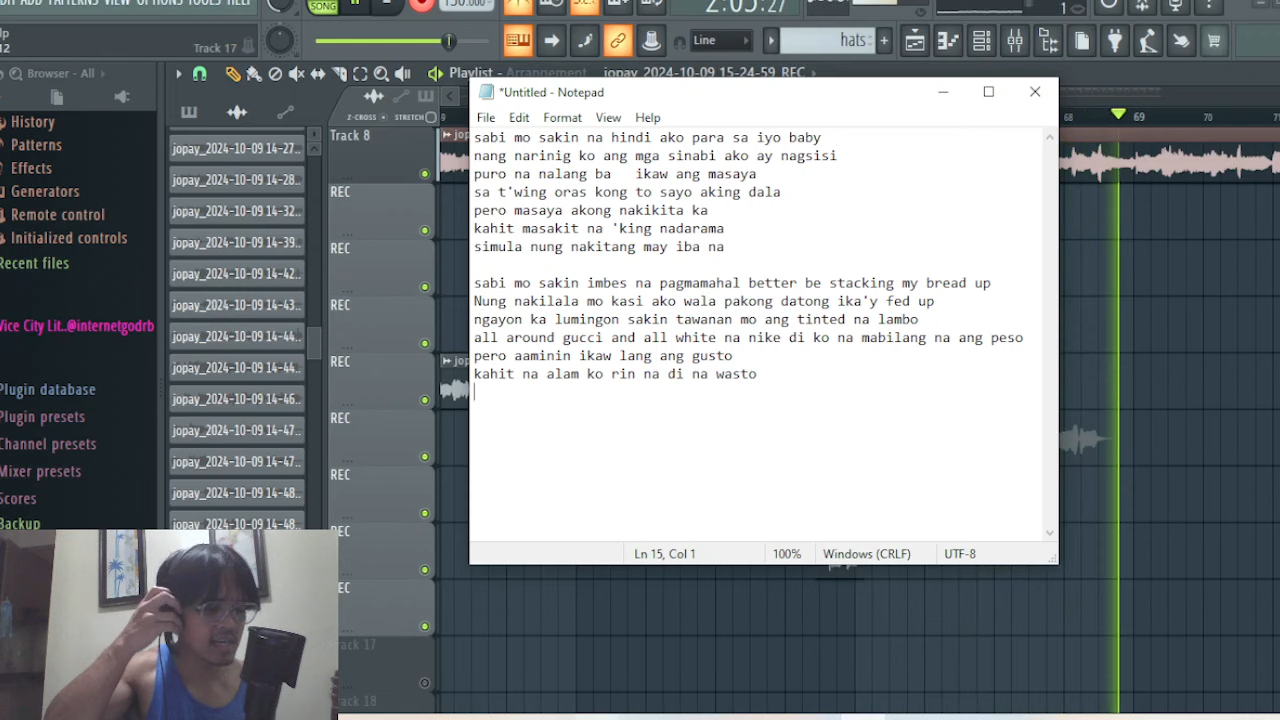 ADD PATTERNS VIEW OPTIONS TOOLS HELP
SONG
130.000
2:05:27
1
Track 17
Line
hats
Browser - All
Playlist - Arrangement
jopay_2024-10-09 15-24-59_REC
Z-CROSS
STRETCH
9
68
69
70
History
Patterns
Effects
Generators
Remote control
Initialized controls
Recent files
Vice City Lit..@internetgodrb
Plugin database
Plugin presets
Channel presets
Mixer presets
Scores
Backup
jopay_2024-10-09 14-27..
jopay_2024-10-09 14-28..
jopay_2024-10-09 14-32..
jopay_2024-10-09 14-39..
jopay_2024-10-09 14-42..
jopay_2024-10-09 14-43..
jopay_2024-10-09 14-44..
jopay_2024-10-09 14-44..
jopay_2024-10-09 14-46..
jopay_2024-10-09 14-47..
jopay_2024-10-09 14-47..
jopay_2024-10-09 14-48..
jopay_2024-10-09 14-48..
Track 8
REC
REC
REC
REC
REC
REC
REC
REC
Track 17
Track 18
*Untitled - Notepad
File Edit Format View Help
sabi mo sakin na hindi ako para sa iyo baby
nang narinig ko ang mga sinabi ako ay nagsisi
puro na nalang ba   ikaw ang masaya
sa t'wing oras kong to sayo aking dala
pero masaya akong nakikita ka
kahit masakit na 'king nadarama
simula nung nakitang may iba na
sabi mo sakin imbes na pagmamahal better be stacking my bread up
Nung nakilala mo kasi ako wala pakong datong ika'y fed up
ngayon ka lumingon sakin tawanan mo ang tinted na lambo
all around gucci and all white na nike di ko na mabilang na ang peso
pero aaminin ikaw lang ang gusto
kahit na alam ko rin na di na wasto
Ln 15, Col 1
100%
Windows (CRLF)
UTF-8